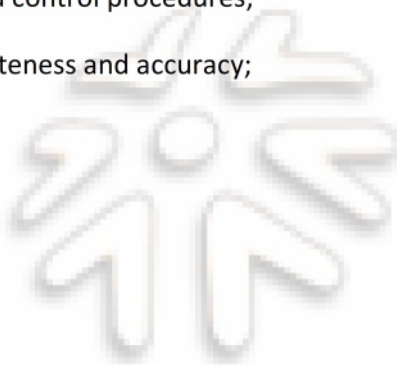 control procedures;
teness and accuracy;